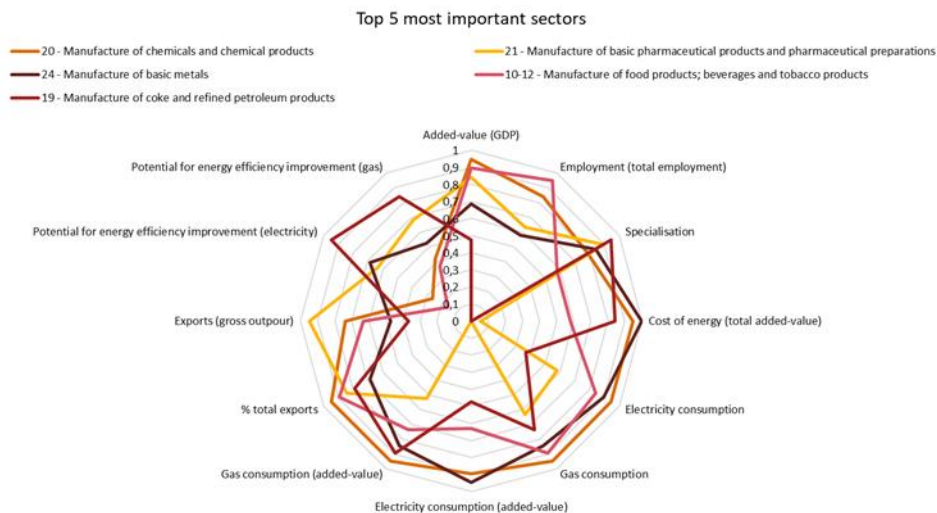 Top 5 most important sectors
20 - Manufacture of chemicals and chemical products
21 - Manufacture of basic pharmaceutical products and pharmaceutical preparations
24 - Manufacture of basic metals
10-12 - Manufacture of food products; beverages and tobacco products
19 - Manufacture of coke and refined petroleum products
Added-value (GDP)
Potential for energy efficiency improvement (gas)
Employment (total employment)
Potential for energy efficiency improvement (electricity)
Specialisation
Exports (gross outpour)
Cost of energy (total added-value)
% total exports
Electricity consumption
Gas consumption (added-value)
Gas consumption
Electricity consumption (added-value)
1
0,9
0,8
0,7
0,6
0,5
0,4
0,3
0,2
0,1
0